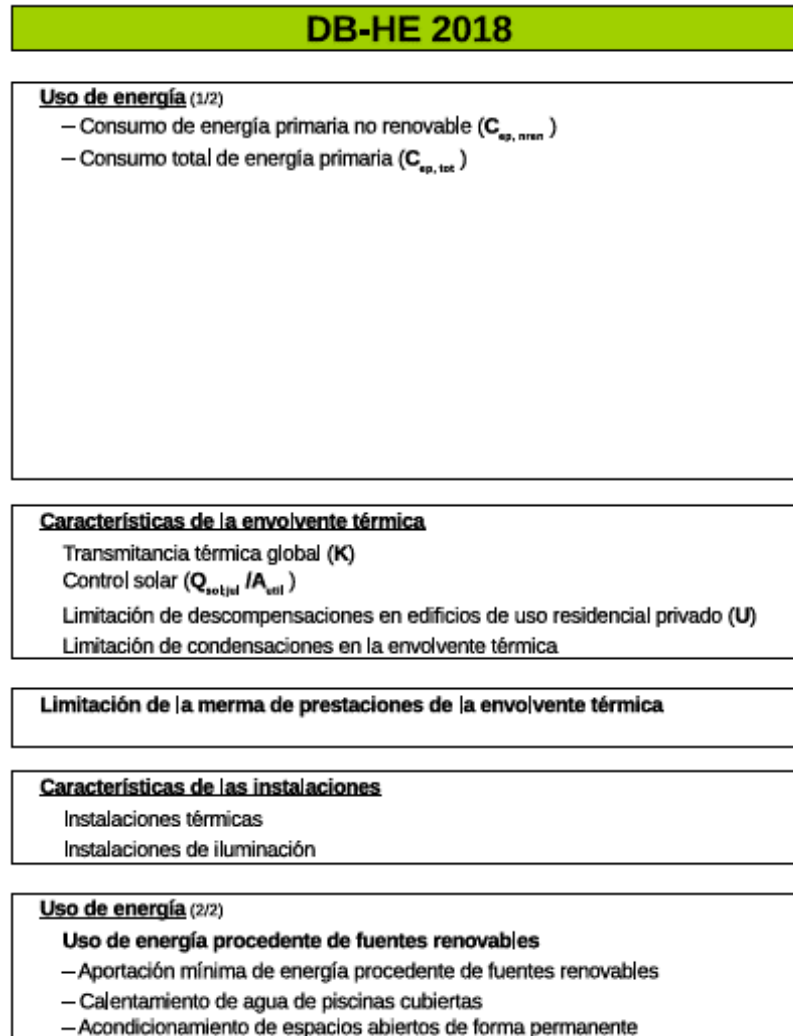 DB-HE 2018
Uso de energía (1/2)
– Consumo de energía primaria no renovable (C ep, nren )
– Consumo total de energía primaria (C ep, tot )
Características de la envolvente térmica
Transmitancia térmica global (K)
Control solar (Q sol;jul /A util )
Limitación de descompensaciones en edificios de uso residencial privado (U)
Limitación de condensaciones en la envolvente térmica
Limitación de la merma de prestaciones de la envolvente térmica
Características de las instalaciones
Instalaciones térmicas
Instalaciones de iluminación
Uso de energía (2/2)
Uso de energía procedente de fuentes renovables
– Aportación mínima de energía procedente de fuentes renovables
– Calentamiento de agua de piscinas cubiertas
– Acondicionamiento de espacios abiertos de forma permanente